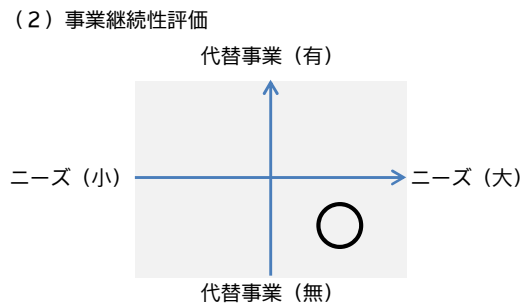 （２）事業継続性評価
代替事業（有）
ニーズ（小）
ニーズ（大）
代替事業（無）